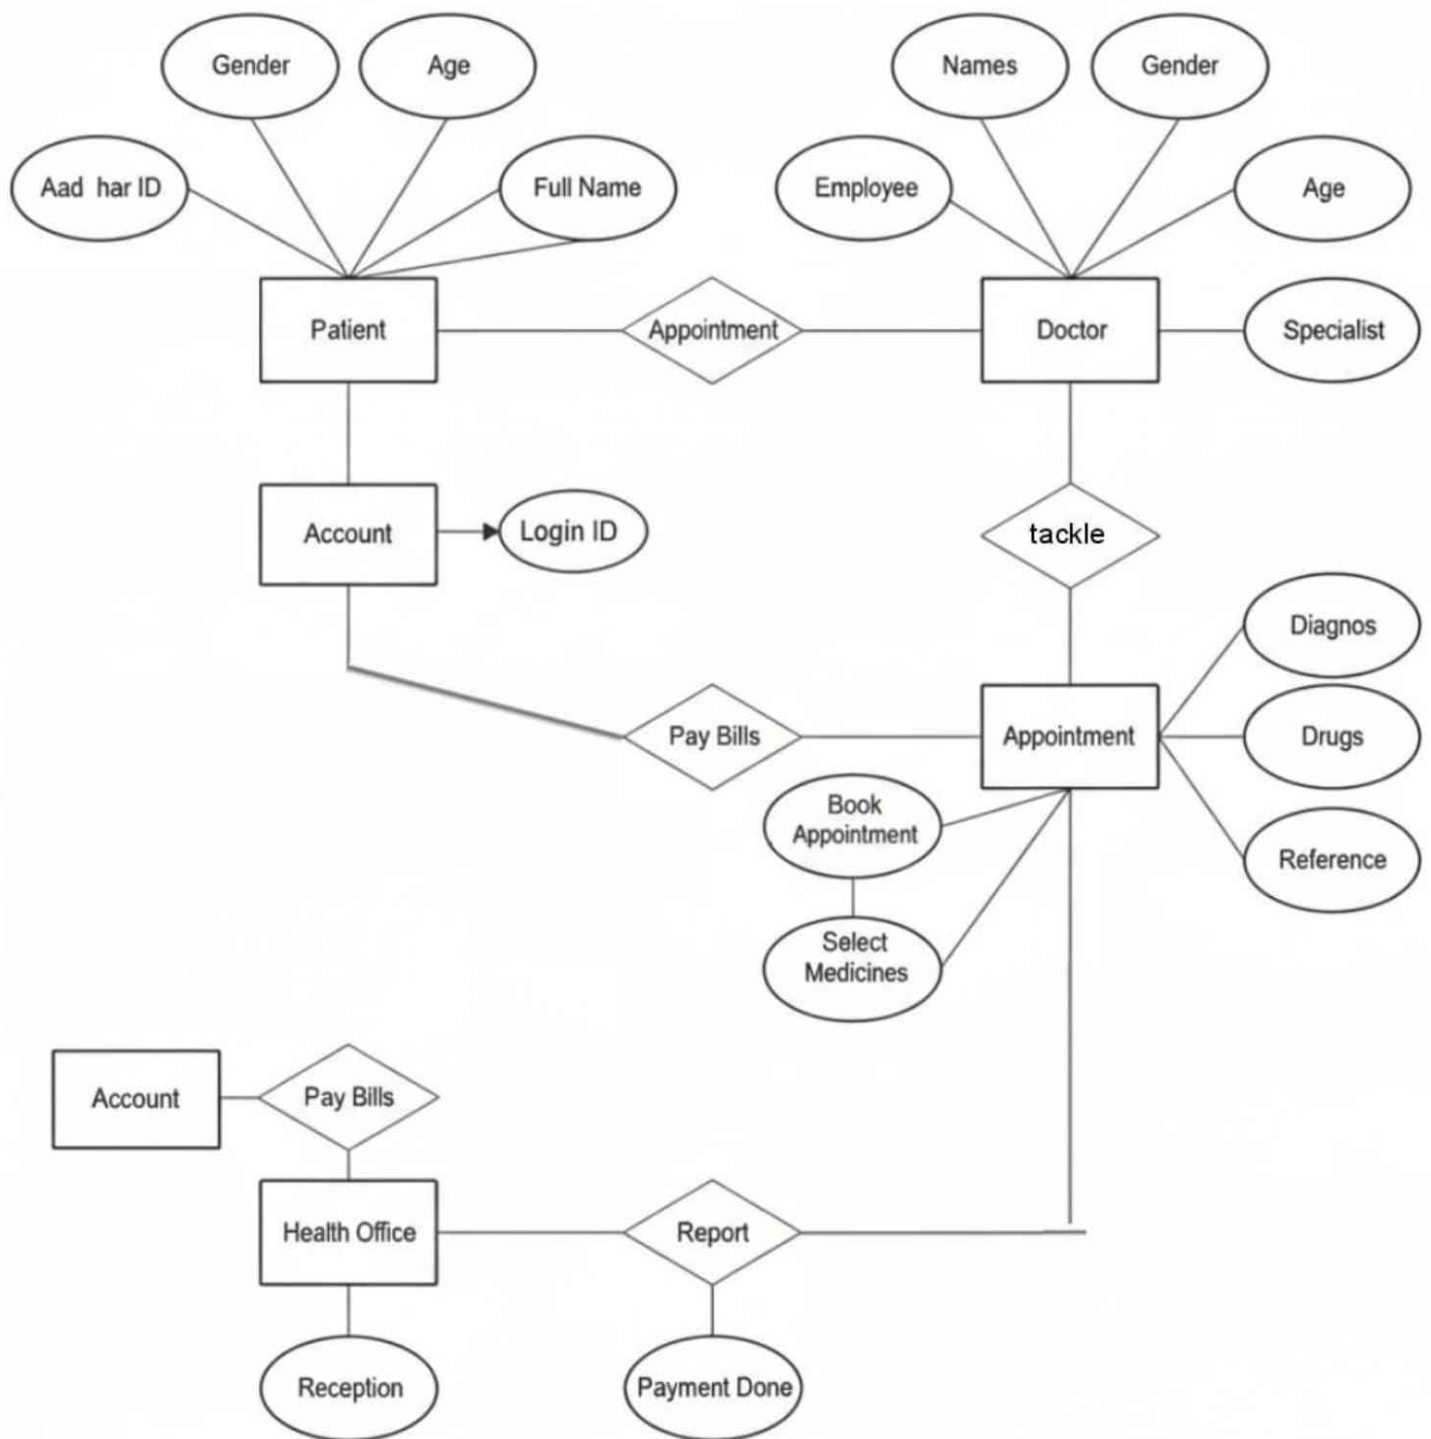 Gender
Age
Names
Gender
Aad har ID
Full Name
Employee
Age
Patient
Appointment
Doctor
Specialist
Account
Login ID
tackle
Diagnos
Pay Bills
Appointment
Drugs
Book
Appointment
Reference
Select
Medicines
Account
Pay Bills
Health Office
Report
Reception
Payment Done